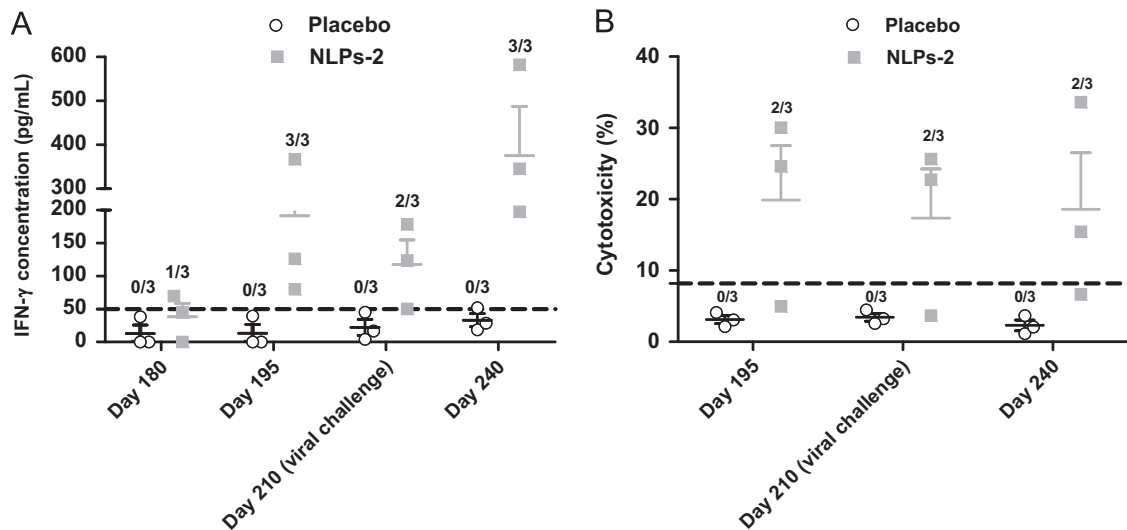 A
Placebo
NLPs-2
IFN-γ concentration (pg/mL)
600
500
400
300
200
150
100
50
0
0/3
1/3
0/3
3/3
0/3
2/3
0/3
3/3
Day 180
Day 195
Day 210 (viral challenge)
Day 240
B
Placebo
NLPs-2
Cytotoxicity (%)
40
30
20
10
0
0/3
2/3
0/3
2/3
0/3
2/3
Day 195
Day 210 (viral challenge)
Day 240